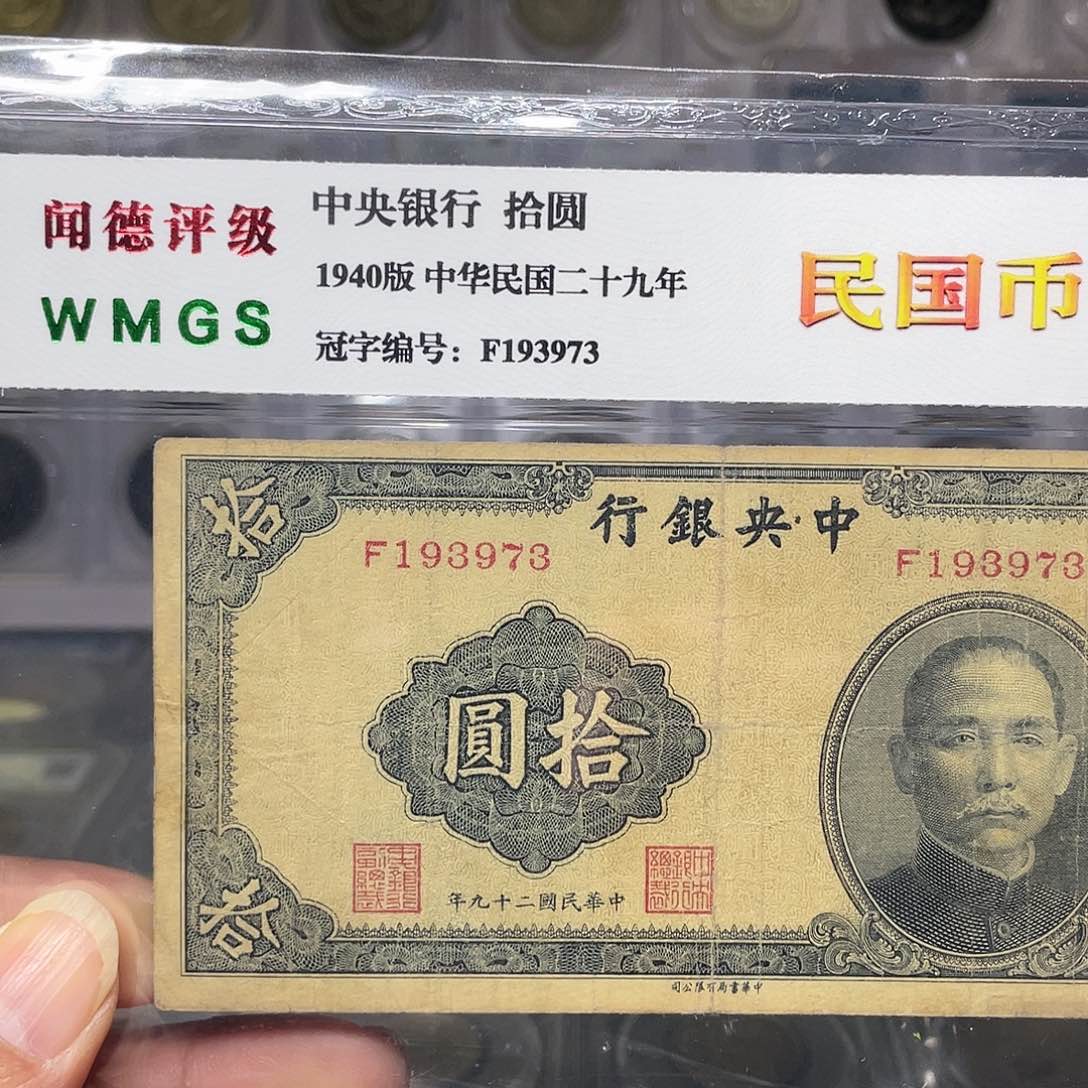 闻德评级
WMGS
中央银行 拾圆
1940版 中华民国二十九年
冠字编号：F193973
民国币
拾
行銀央中
F193973
F193973
圓拾
年九十二國民華中
拾
司公限有局書華中